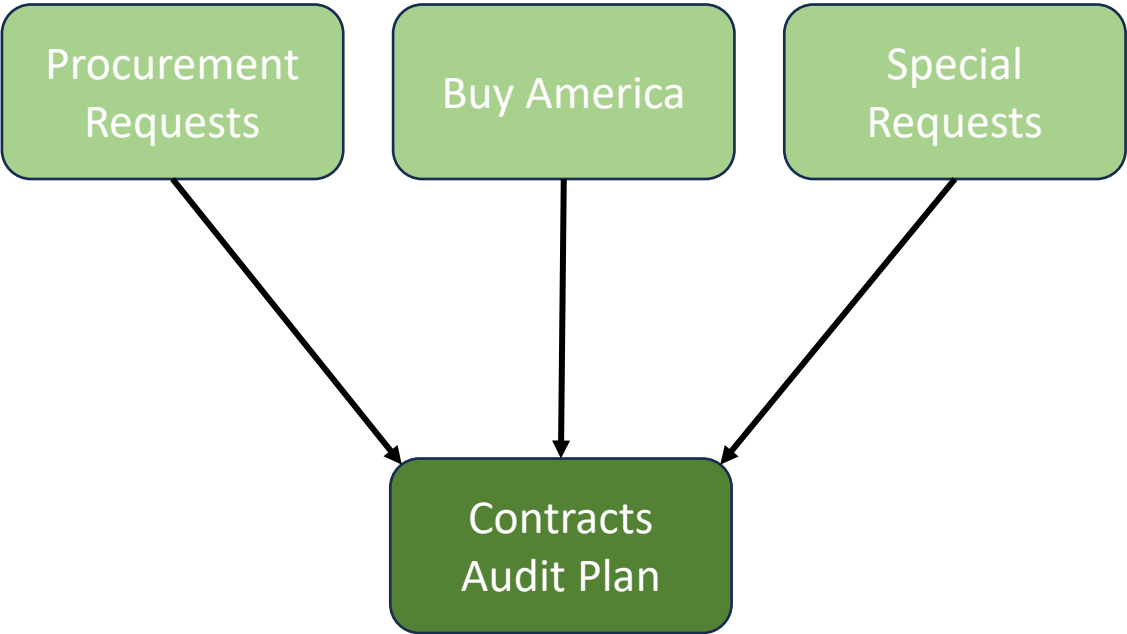 Procurement
Requests
Buy America
Special
Requests
Contracts
Audit Plan